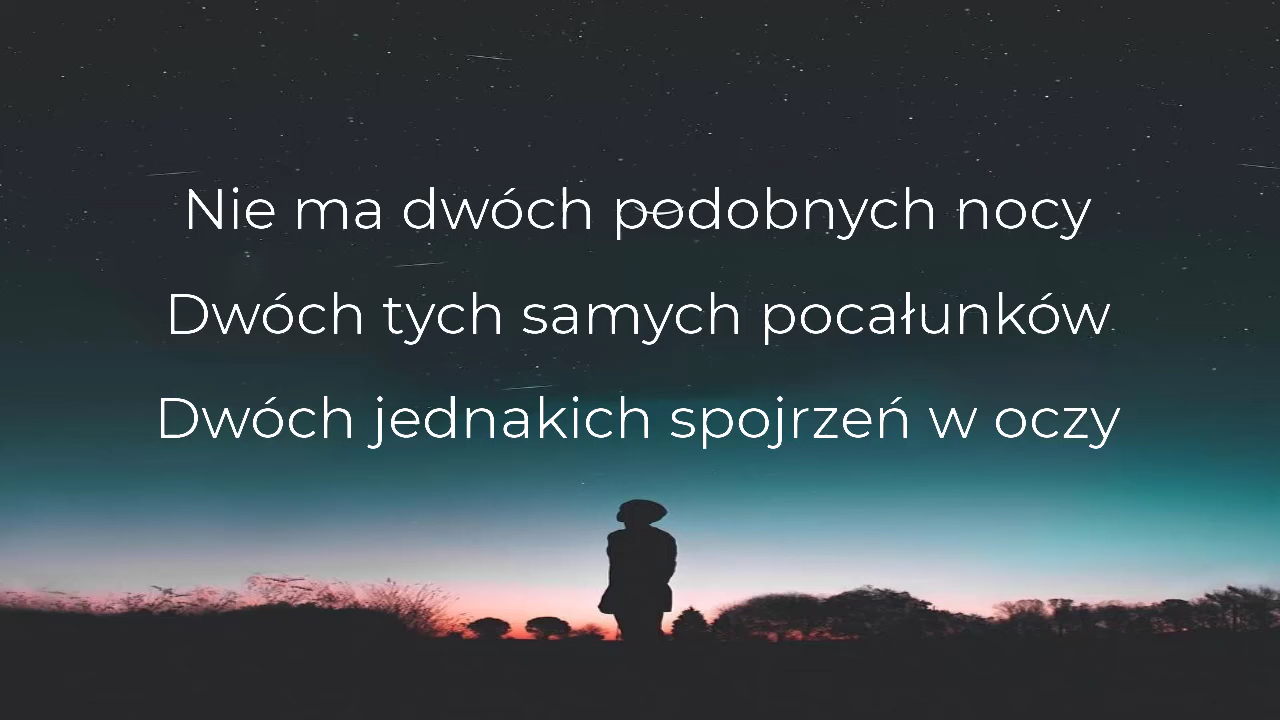 Nie ma dwóch podobnych nocy
Dwóch tych samych pocałunków
Dwóch jednakich spojrzeń w oczy